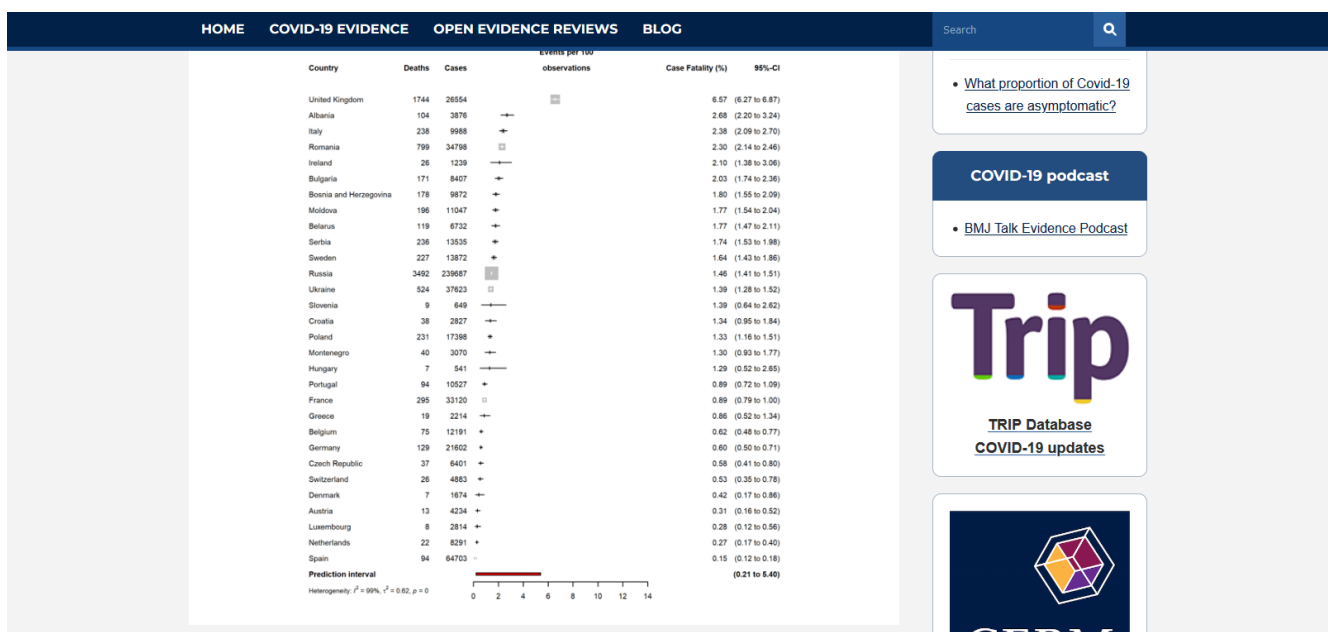 HOME COVID-19 EVIDENCE OPEN EVIDENCE REVIEWS BLOG Search
Events per 100
Country Deaths Cases observations Case Fatality (%) 95%-CI
United Kingdom 1744 26554 6.57 (6.27 to 6.87)
Albania 104 3876 2.68 (2.20 to 3.24)
Italy 238 9988 2.38 (2.09 to 2.70)
Romania 799 34798 2.30 (2.14 to 2.46)
Ireland 26 1239 2.10 (1.38 to 3.06)
Bulgaria 171 8407 2.03 (1.74 to 2.36)
Bosnia and Herzegovina 178 9872 1.80 (1.55 to 2.09)
Moldova 196 11047 1.77 (1.54 to 2.04)
Belarus 119 6732 1.77 (1.47 to 2.11)
Serbia 236 13535 1.74 (1.53 to 1.98)
Sweden 227 13872 1.64 (1.43 to 1.86)
Russia 3492 239687 1.46 (1.41 to 1.51)
Ukraine 524 37623 1.39 (1.28 to 1.52)
Slovenia 9 649 1.39 (0.64 to 2.62)
Croatia 38 2827 1.34 (0.95 to 1.84)
Poland 231 17398 1.33 (1.16 to 1.51)
Montenegro 40 3070 1.30 (0.93 to 1.77)
Hungary 7 541 1.29 (0.52 to 2.65)
Portugal 94 10527 0.89 (0.72 to 1.09)
France 295 33120 0.89 (0.79 to 1.00)
Greece 19 2214 0.86 (0.52 to 1.34)
Belgium 75 12191 0.62 (0.48 to 0.77)
Germany 129 21602 0.60 (0.50 to 0.71)
Czech Republic 37 6401 0.58 (0.41 to 0.80)
Switzerland 26 4883 0.53 (0.35 to 0.78)
Denmark 7 1674 0.42 (0.17 to 0.86)
Austria 13 4234 0.31 (0.16 to 0.52)
Luxembourg 8 2814 0.28 (0.12 to 0.56)
Netherlands 22 8291 0.27 (0.17 to 0.40)
Spain 94 64703 0.15 (0.12 to 0.18)
Prediction interval (0.21 to 5.40)
Heterogeneity: I² = 99%, τ² = 0.62, p = 0
0 2 4 6 8 10 12 14
• What proportion of Covid-19
cases are asymptomatic?
COVID-19 podcast
• BMJ Talk Evidence Podcast
Trip
TRIP Database
COVID-19 updates